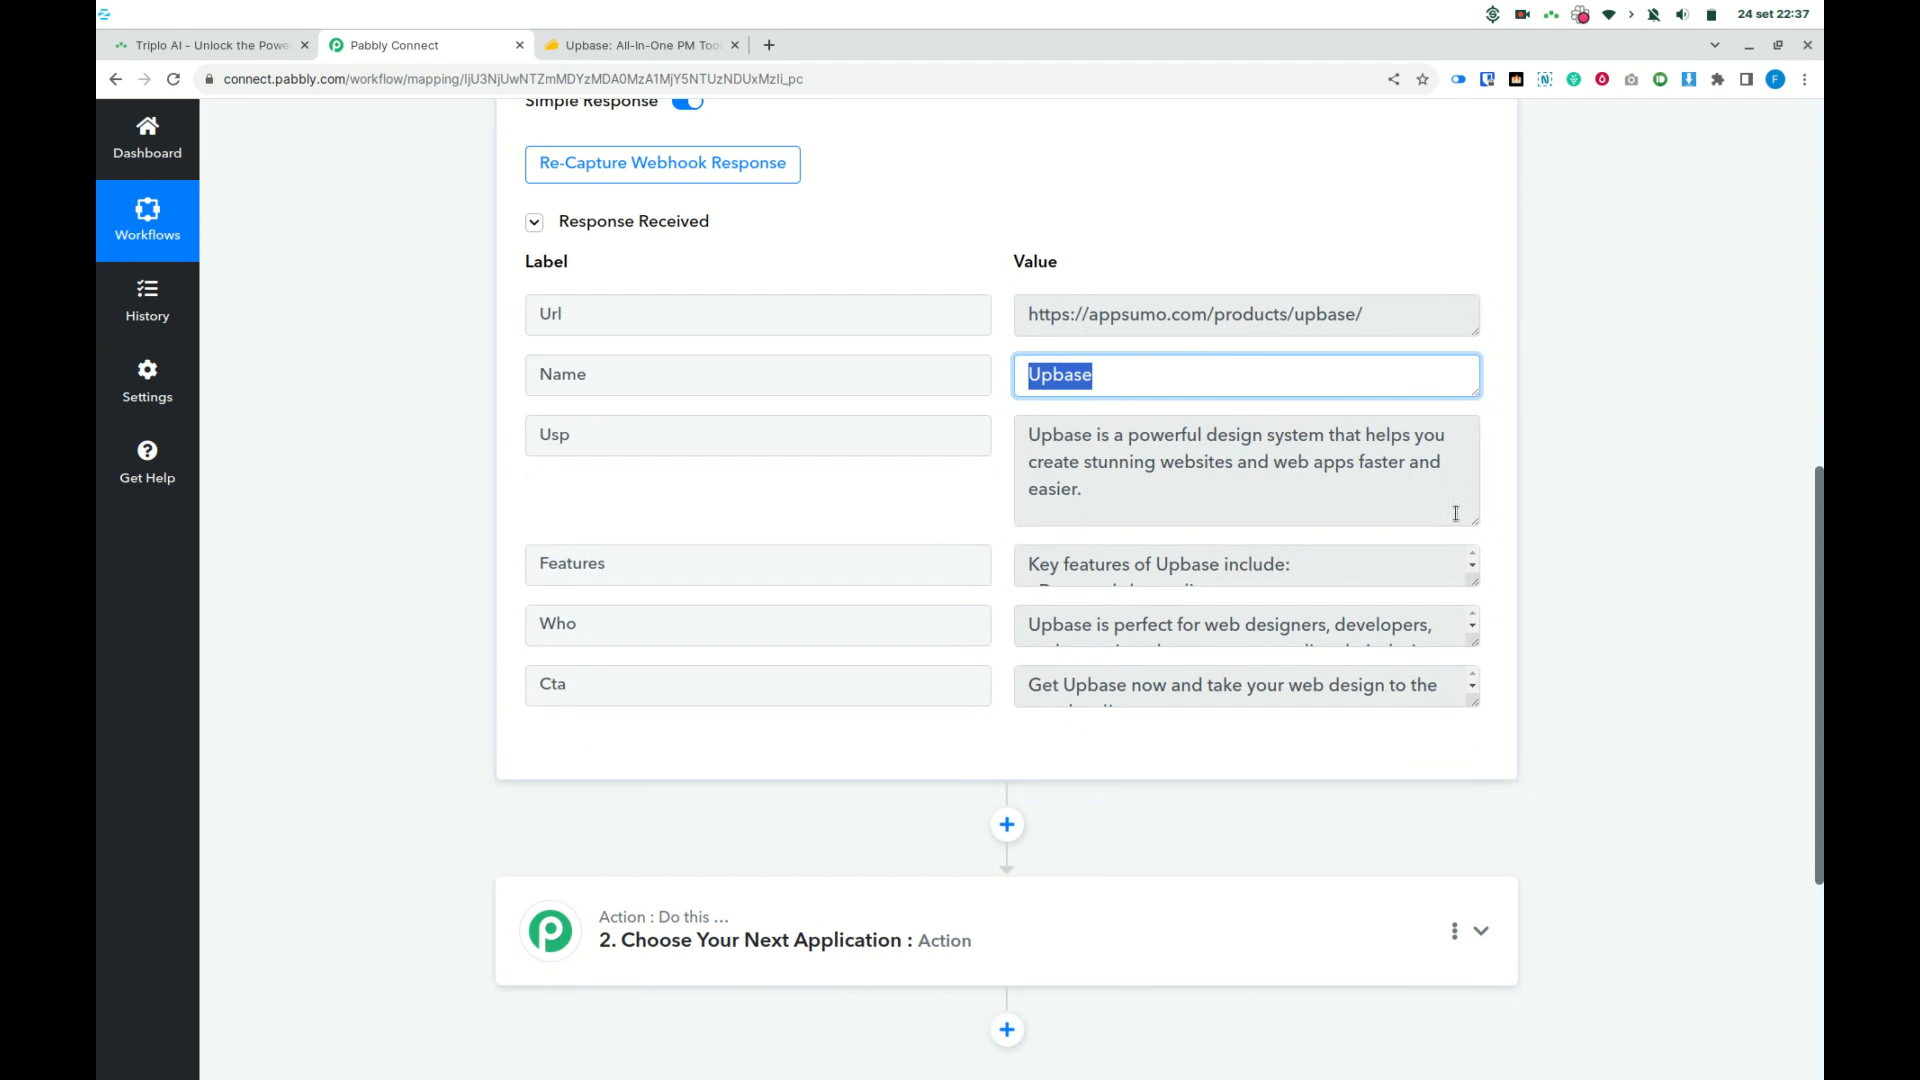 24 set 22:37
Triplo AI - Unlock the Powe
Pabbly Connect
Upbase: All-In-One PM Too
connect.pabbly.com/workflow/mapping/IjU3NjUwNTZmMDYzMDA0MzA1MjY5NTUzNDUxMzIi_pc
F
Simple Response
Dashboard
Workflows
History
Settings
Get Help
Re-Capture Webhook Response
Response Received
Label
Value
Url
https://appsumo.com/products/upbase/
Name
Upbase
Usp
Upbase is a powerful design system that helps you
create stunning websites and web apps faster and
easier.
Features
Key features of Upbase include:
Who
Upbase is perfect for web designers, developers,
Cta
Get Upbase now and take your web design to the
Action : Do this ...
2. Choose Your Next Application : Action